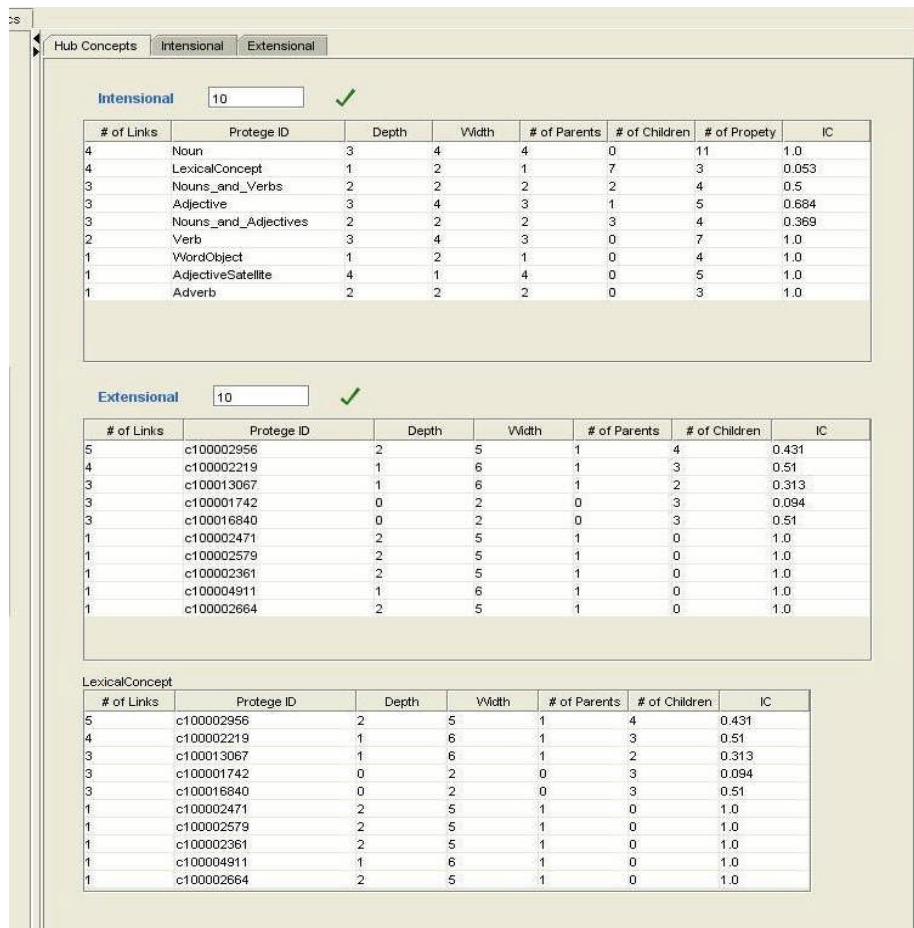 cs
Hub Concepts Intensional Extensional
Intensional 10
# of Links Protege ID Depth Width # of Parents # of Children # of Propety IC
4 Noun 3 4 4 0 11 1.0
4 LexicalConcept 1 2 1 7 3 0.053
3 Nouns_and_Verbs 2 2 2 2 4 0.5
3 Adjective 3 4 3 1 5 0.684
3 Nouns_and_Adjectives 2 2 2 3 4 0.369
2 Verb 3 4 3 0 7 1.0
1 WordObject 1 2 1 0 4 1.0
1 AdjectiveSatellite 4 1 4 0 5 1.0
1 Adverb 2 2 2 0 3 1.0
Extensional 10
# of Links Protege ID Depth Width # of Parents # of Children IC
5 c100002956 2 5 1 4 0.431
4 c100002219 1 6 1 3 0.51
3 c100013067 1 6 1 2 0.313
3 c100001742 0 2 0 3 0.094
3 c100016840 0 2 0 3 0.51
1 c100002471 2 5 1 0 1.0
1 c100002579 2 5 1 0 1.0
1 c100002361 2 5 1 0 1.0
1 c100004911 1 6 1 0 1.0
1 c100002664 2 5 1 0 1.0
LexicalConcept
# of Links Protege ID Depth Width # of Parents # of Children IC
5 c100002956 2 5 1 4 0.431
4 c100002219 1 6 1 3 0.51
3 c100013067 1 6 1 2 0.313
3 c100001742 0 2 0 3 0.094
3 c100016840 0 2 0 3 0.51
1 c100002471 2 5 1 0 1.0
1 c100002579 2 5 1 0 1.0
1 c100002361 2 5 1 0 1.0
1 c100004911 1 6 1 0 1.0
1 c100002664 2 5 1 0 1.0